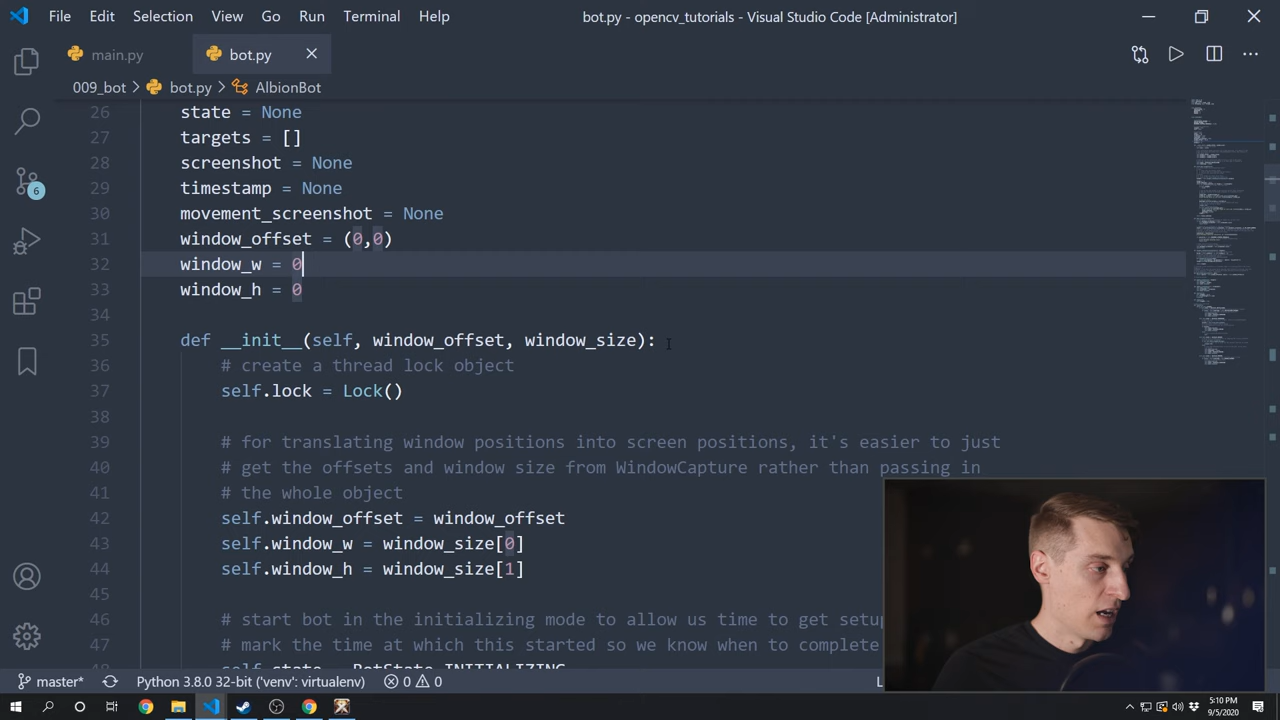 File Edit Selection View Go Run Terminal Help bot.py - opencv_tutorials - Visual Studio Code [Administrator]
main.py bot.py
009_bot > bot.py > AlbionBot
26 state = None
27 targets = []
28 screenshot = None
29 timestamp = None
30 movement_screenshot = None
31 window_offset = (0,0)
32 window_w = 0
33 window_h = 0
34
35 def __init__(self, window_offset, window_size):
36 # create a thread lock object
37 self.lock = Lock()
38
39 # for translating window positions into screen positions, it's easier to just
40 # get the offsets and window size from WindowCapture rather than passing in
41 # the whole object
42 self.window_offset = window_offset
43 self.window_w = window_size[0]
44 self.window_h = window_size[1]
45
46 # start bot in the initializing mode to allow us time to get setup
47 # mark the time at which this started so we know when to complete
48 self.state = BotState.INITIALIZING
6
master* Python 3.8.0 32-bit ('venv': virtualenv) 0 0 L
5:10 PM
9/5/2020